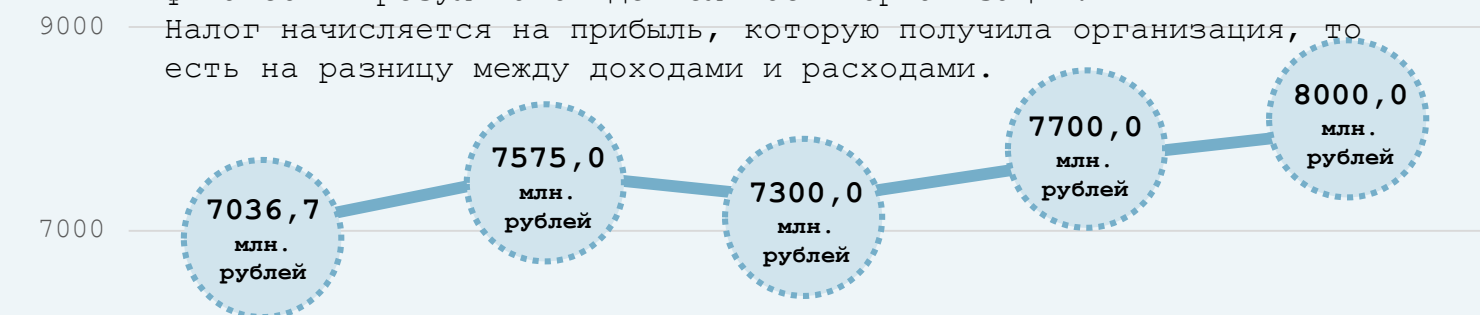 9000
Налог начисляется на прибыль, которую получила организация, то
есть на разницу между доходами и расходами.
8000,0
млн.
рублей
7700,0
млн.
рублей
7575,0
млн.
рублей
7300,0
млн.
рублей
7036,7
млн.
рублей
7000